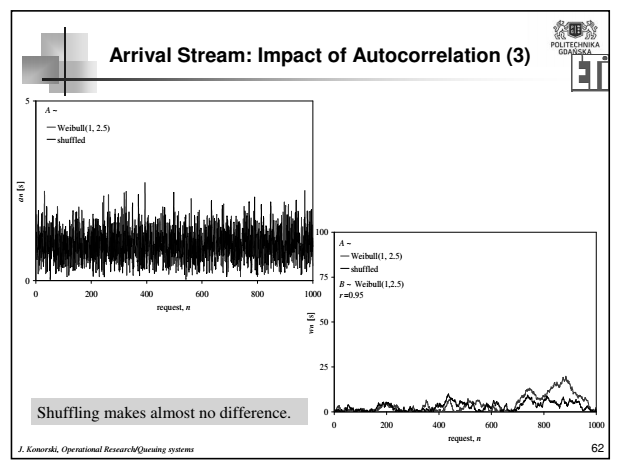 Arrival Stream: Impact of Autocorrelation (3)
POLITECHNIKA
GDAŃSKA
ETI
5
A ~
Weibull(1, 2.5)
shuffled
an [s]
0
0 200 400 600 800 1000
request, n
100
A ~
Weibull(1, 2.5)
shuffled
B ~ Weibull(1,2.5)
r=0.95
75
50
wn [s]
25
0
0 200 400 600 800 1000
request, n
Shuffling makes almost no difference.
J. Konorski, Operational Research/Queuing systems
62